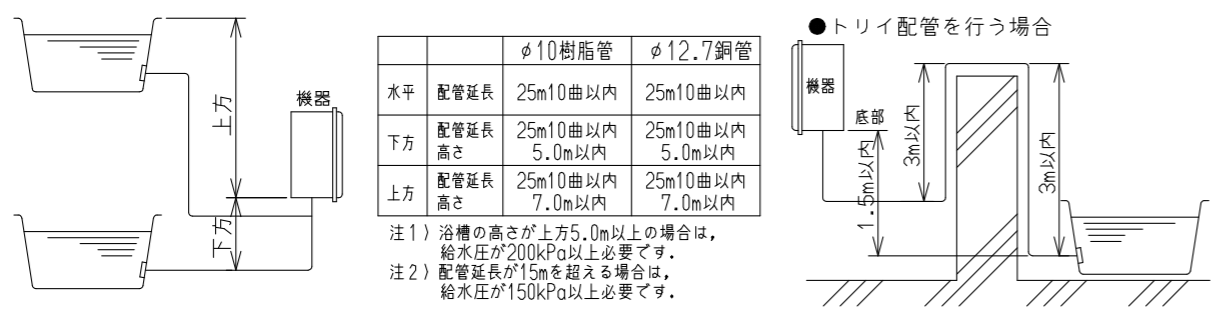 上方
下方
機器
φ10樹脂管 φ12.7銅管
水平 配管延長 25m10曲以内 25m10曲以内
下方 配管延長 25m10曲以内 25m10曲以内
高さ 5.0m以内 5.0m以内
上方 配管延長 25m10曲以内 25m10曲以内
高さ 7.0m以内 7.0m以内
注1）浴槽の高さが上方5.0m以上の場合は，
給水圧が200kPa以上必要です．
注2）配管延長が15mを超える場合は，
給水圧が150kPa以上必要です．
●トリイ配管を行う場合
機器
底部
1.5m以内
3m以内
3m以内